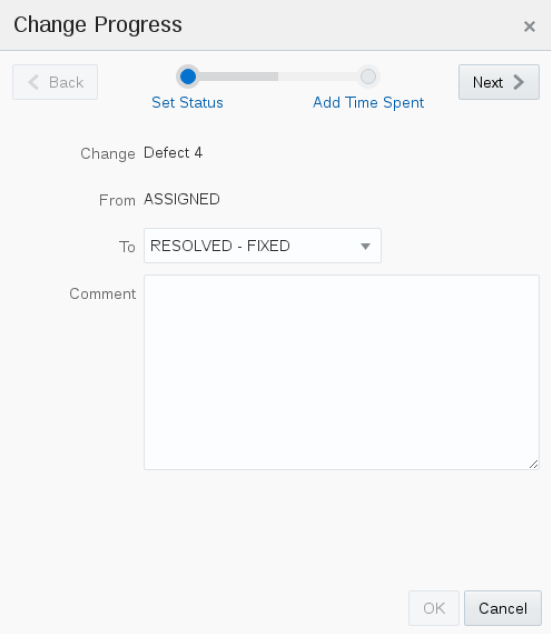 Change Progress
Back
Next
Set Status
Add Time Spent
Change Defect 4
From ASSIGNED
To RESOLVED - FIXED
Comment
OK
Cancel